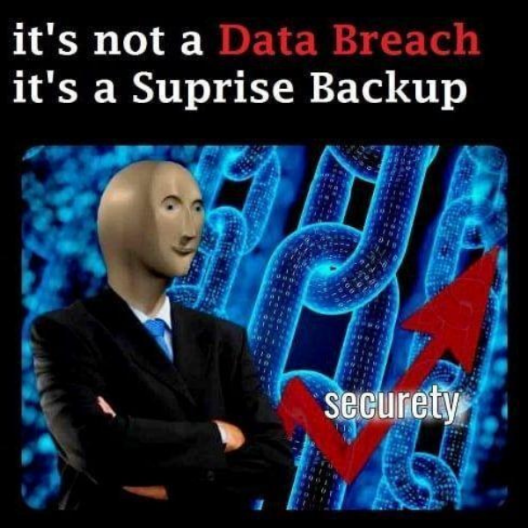 it's not a Data Breach
it's a Suprise Backup
securety